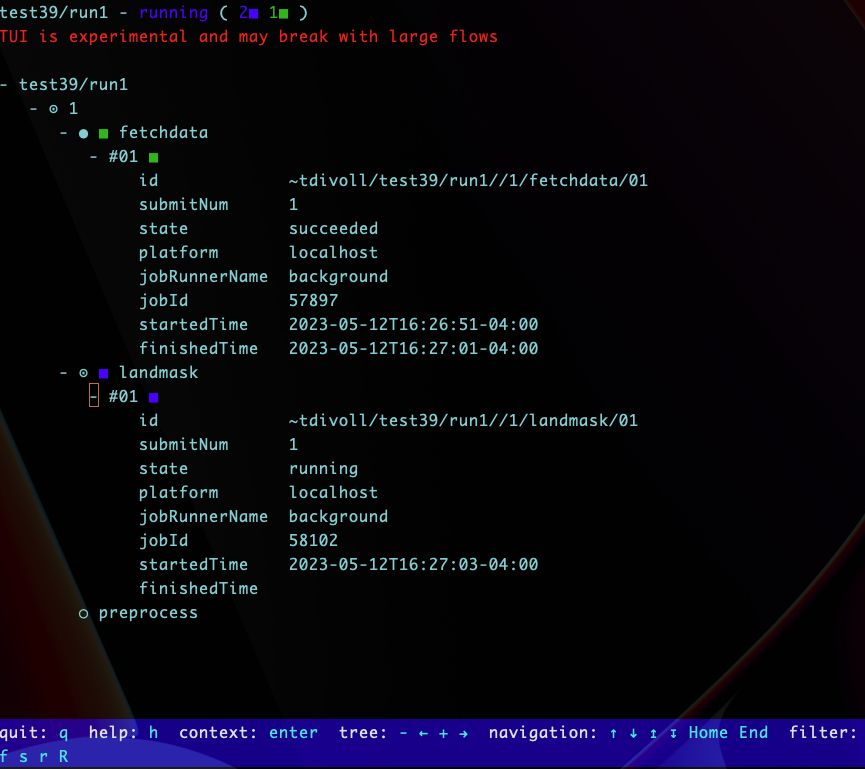 test39/run1 - running ( 2■ 1■ )
TUI is experimental and may break with large flows
- test39/run1
- ⊙ 1
- ● ■ fetchdata
- #01 ■
id ~tdivoll/test39/run1//1/fetchdata/01
submitNum 1
state succeeded
platform localhost
jobRunnerName background
jobId 57897
startedTime 2023-05-12T16:26:51-04:00
finishedTime 2023-05-12T16:27:01-04:00
- ⊙ ■ landmask
- #01 ■
id ~tdivoll/test39/run1//1/landmask/01
submitNum 1
state running
platform localhost
jobRunnerName background
jobId 58102
startedTime 2023-05-12T16:27:03-04:00
finishedTime
○ preprocess
quit: q help: h context: enter tree: - ← + → navigation: ↑ ↓ ↥ ↧ Home End filter:
f s r R